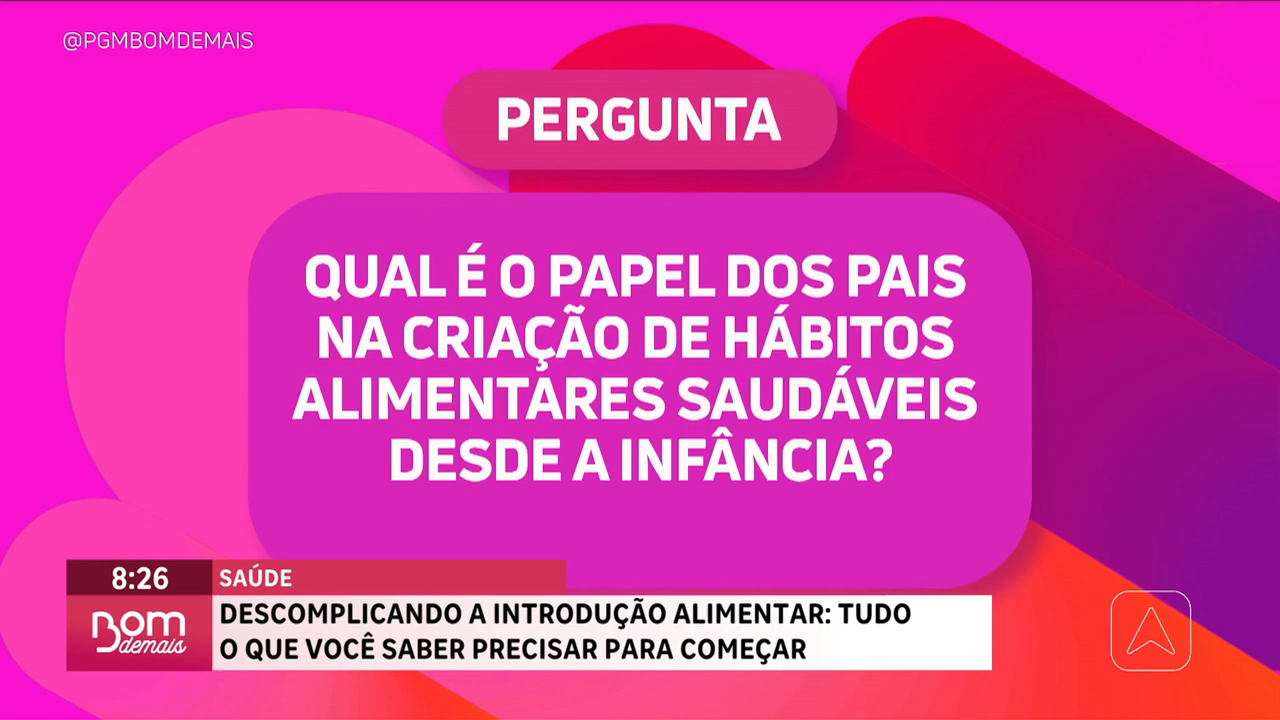 @PGMBOMDEMAIS
PERGUNTA
QUAL É O PAPEL DOS PAIS
NA CRIAÇÃO DE HÁBITOS
ALIMENTARES SAUDÁVEIS
DESDE A INFÂNCIA?
8:26
SAÚDE
BOM
demais
DESCOMPLICANDO A INTRODUÇÃO ALIMENTAR: TUDO
O QUE VOCÊ SABER PRECISAR PARA COMEÇAR